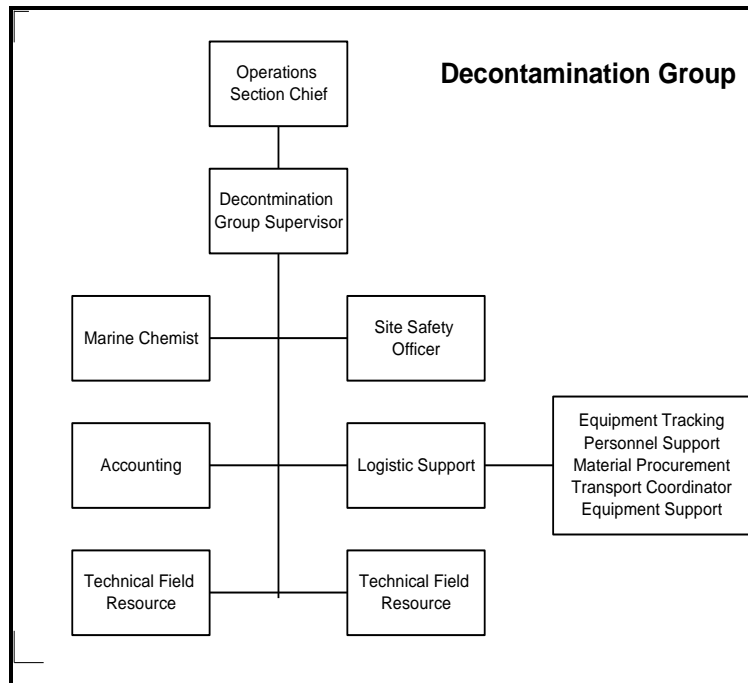 Decontamination Group
Operations
Section Chief
Decontmination
Group Supervisor
Marine Chemist
Site Safety
Officer
Accounting
Logistic Support
Equipment Tracking
Personnel Support
Material Procurement
Transport Coordinator
Equipment Support
Technical Field
Resource
Technical Field
Resource